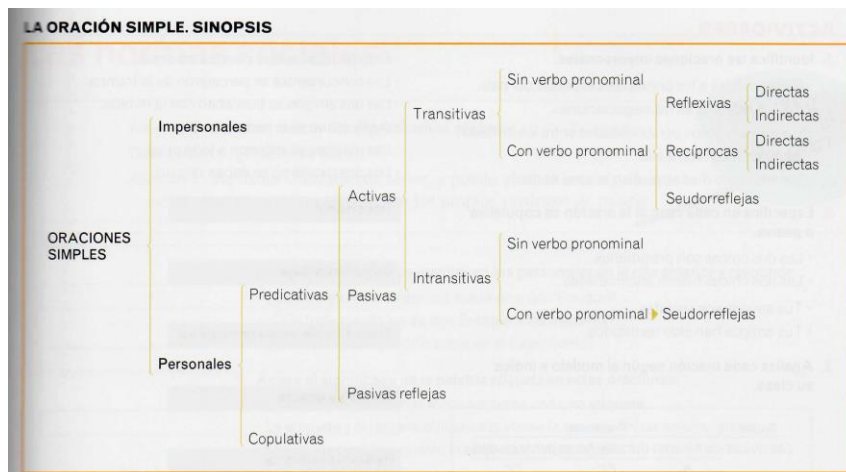 LA ORACIÓN SIMPLE. SINOPSIS
ORACIONES
SIMPLES
Impersonales
Personales
Predicativas
Copulativas
Activas
Pasivas
Pasivas reflejas
Transitivas
Intransitivas
Sin verbo pronominal
Con verbo pronominal
Reflexivas
Directas
Indirectas
Recíprocas
Directas
Indirectas
Seudorreflejas
Sin verbo pronominal
Con verbo pronominal
Seudorreflejas